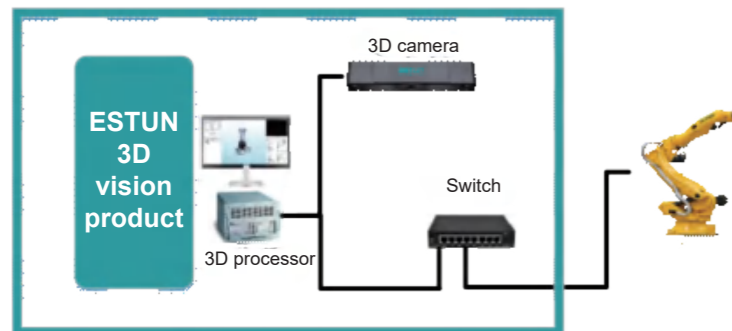 3D camera
ESTUN
3D
vision
product
Switch
3D processor